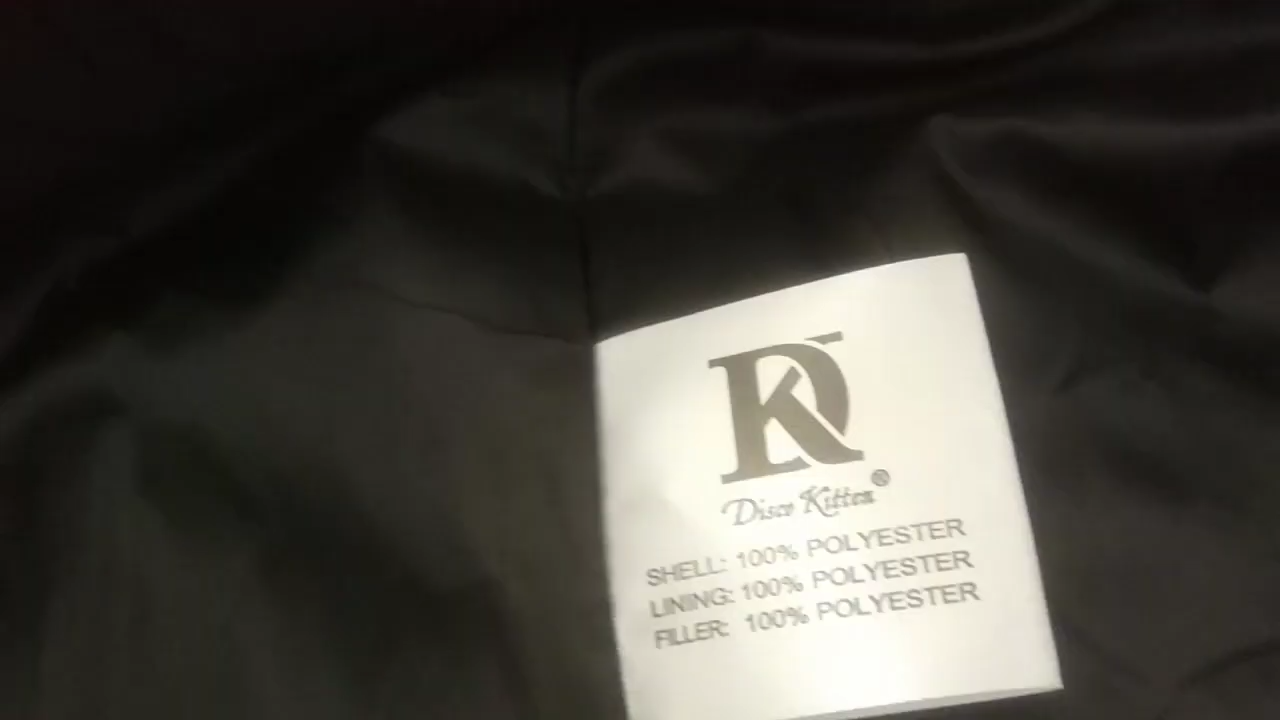 DK
Disco Kitten®
SHELL: 100% POLYESTER
LINING: 100% POLYESTER
FILLER: 100% POLYESTER